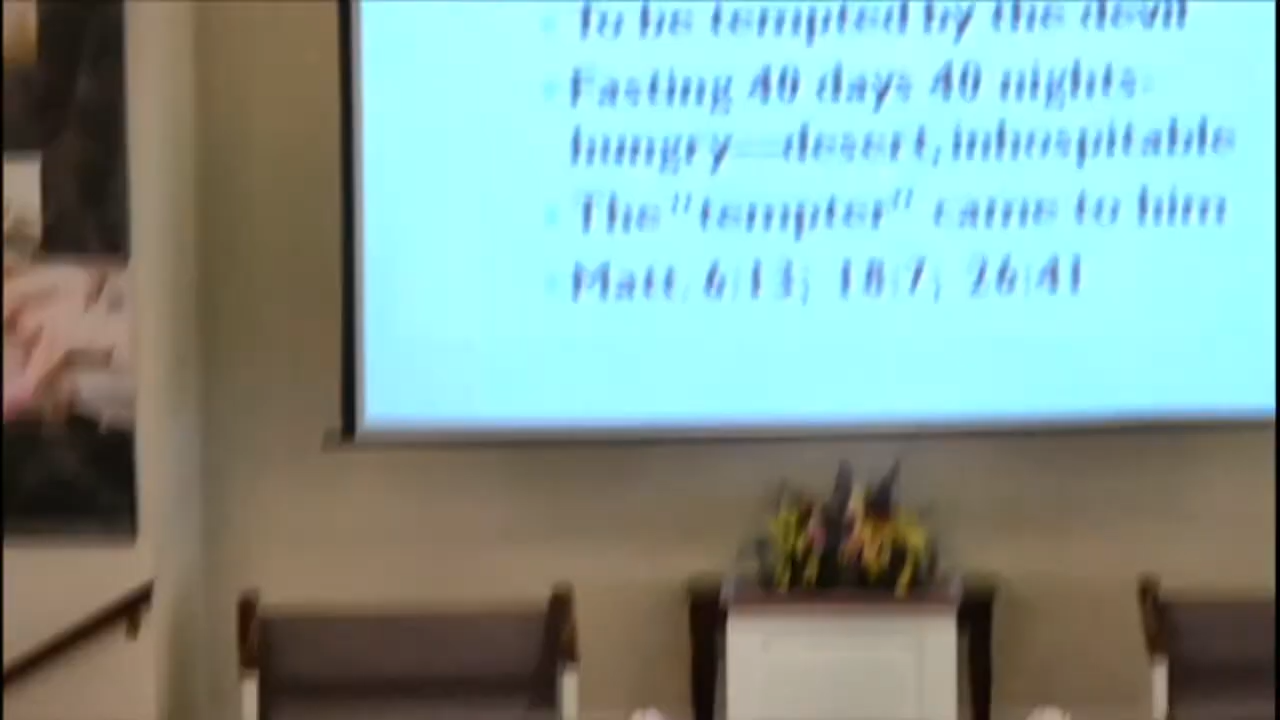 To be tempted by the devil
Fasting 40 days 40 nights-
hungry—desert, inhospitable
The "tempter" came to him
Matt. 6:13; 18:7; 26:41